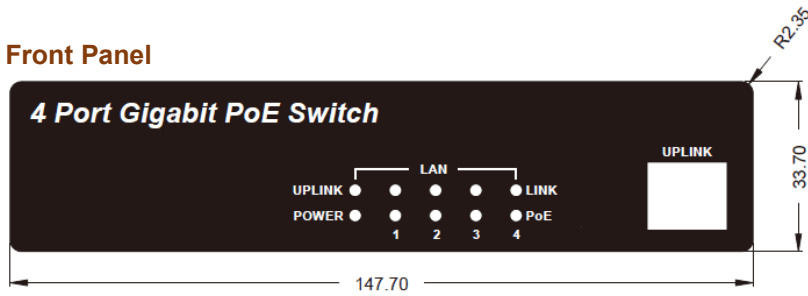 R2.35
Front Panel
4 Port Gigabit PoE Switch
UPLINK
LAN
33.70
UPLINK LINK
POWER PoE
1 2 3 4
147.70